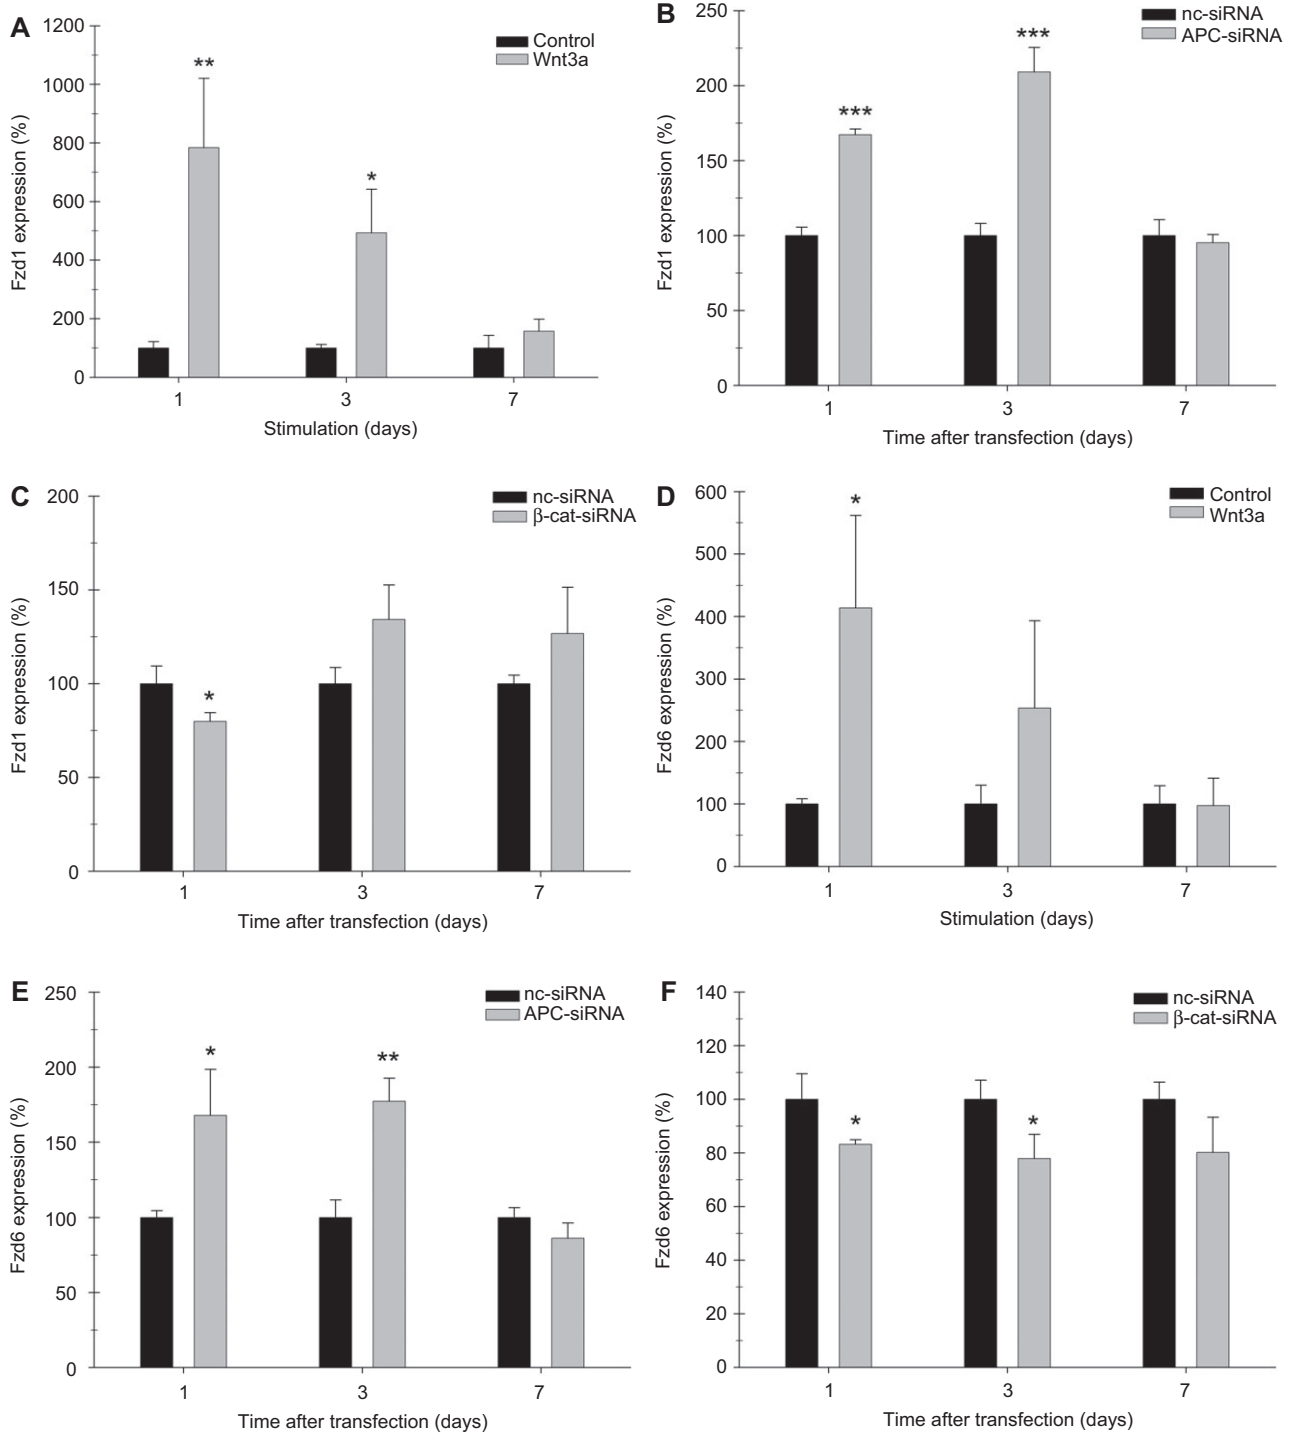 A
Fzd1 expression (%)
1200
1000
800
600
400
200
0
** *
Control
Wnt3a
1 3 7
Stimulation (days)
B
Fzd1 expression (%)
250
200
150
100
50
0
*** ***
nc-siRNA
APC-siRNA
1 3 7
Time after transfection (days)
C
Fzd1 expression (%)
200
150
100
50
0
*
nc-siRNA
β-cat-siRNA
1 3 7
Time after transfection (days)
D
Fzd6 expression (%)
600
500
400
300
200
100
0
*
Control
Wnt3a
1 3 7
Stimulation (days)
E
Fzd6 expression (%)
250
200
150
100
50
0
* **
nc-siRNA
APC-siRNA
1 3 7
Time after transfection (days)
F
Fzd6 expression (%)
140
120
100
80
60
40
20
0
* *
nc-siRNA
β-cat-siRNA
1 3 7
Time after transfection (days)